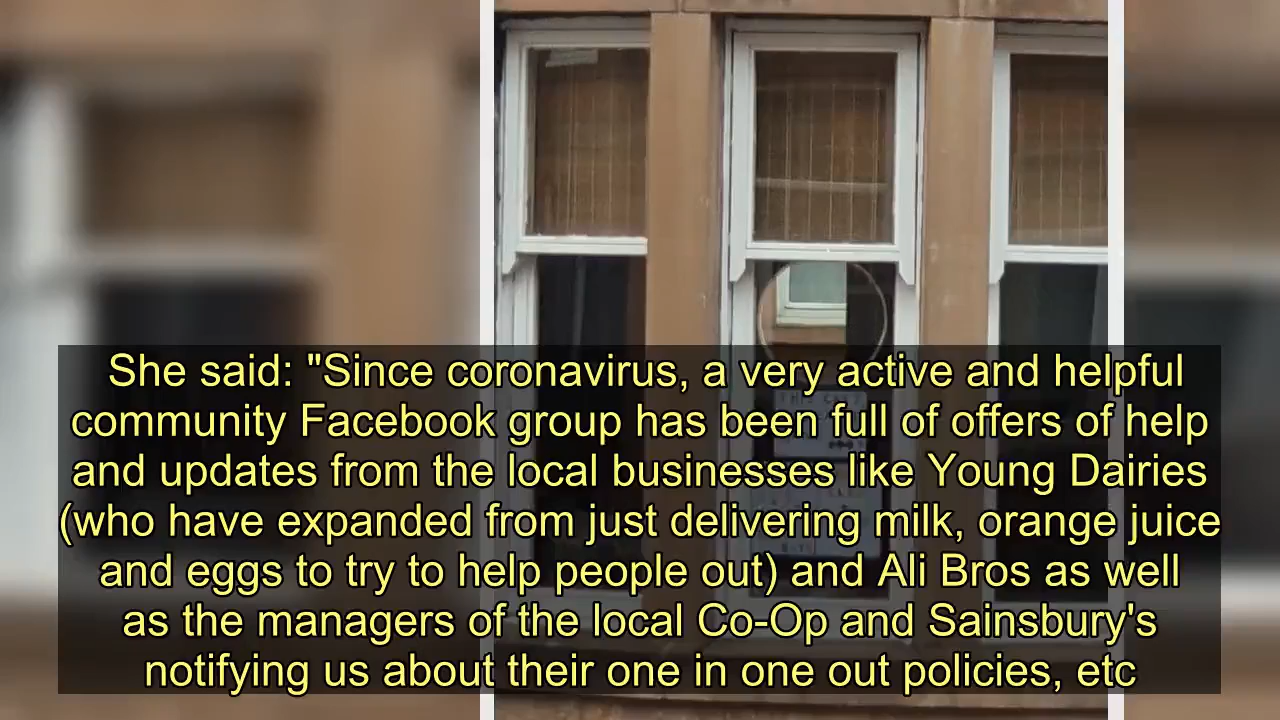 She said: "Since coronavirus, a very active and helpful
community Facebook group has been full of offers of help
and updates from the local businesses like Young Dairies
(who have expanded from just delivering milk, orange juice
and eggs to try to help people out) and Ali Bros as well
as the managers of the local Co-Op and Sainsbury's
notifying us about their one in one out policies, etc